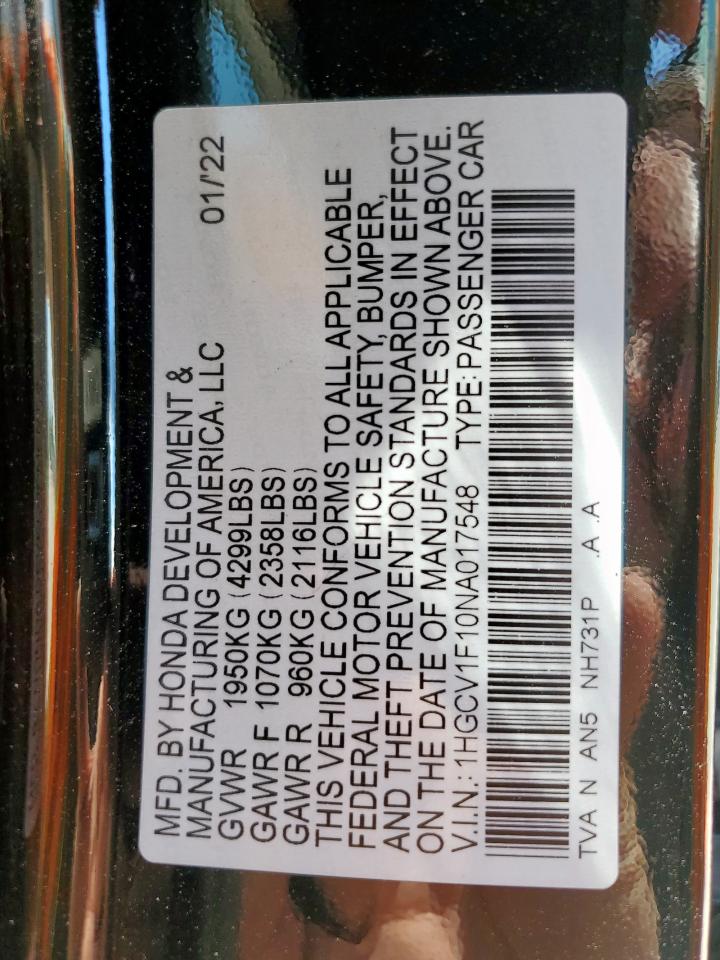 MFD. BY HONDA DEVELOPMENT &
MANUFACTURING OF AMERICA, LLC 01/'22
GVWR 1950KG (4299LBS)
GAWR F 1070KG (2358LBS)
GAWR R 960KG (2116LBS)
THIS VEHICLE CONFORMS TO ALL APPLICABLE
FEDERAL MOTOR VEHICLE SAFETY, BUMPER,
AND THEFT PREVENTION STANDARDS IN EFFECT
ON THE DATE OF MANUFACTURE SHOWN ABOVE.
V.I.N.: 1HGCV1F10NA017548 TYPE: PASSENGER CAR
TVA N AN5 NH731P .A .A